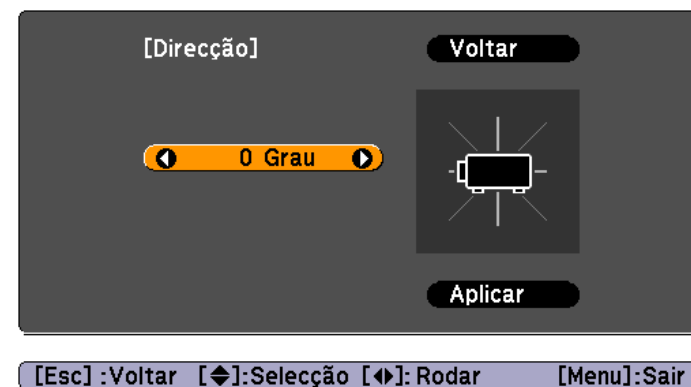 [Direcção] Voltar
0 Grau
Aplicar
[Esc] :Voltar [◆]:Selecção [◆]: Rodar [Menu]:Sair